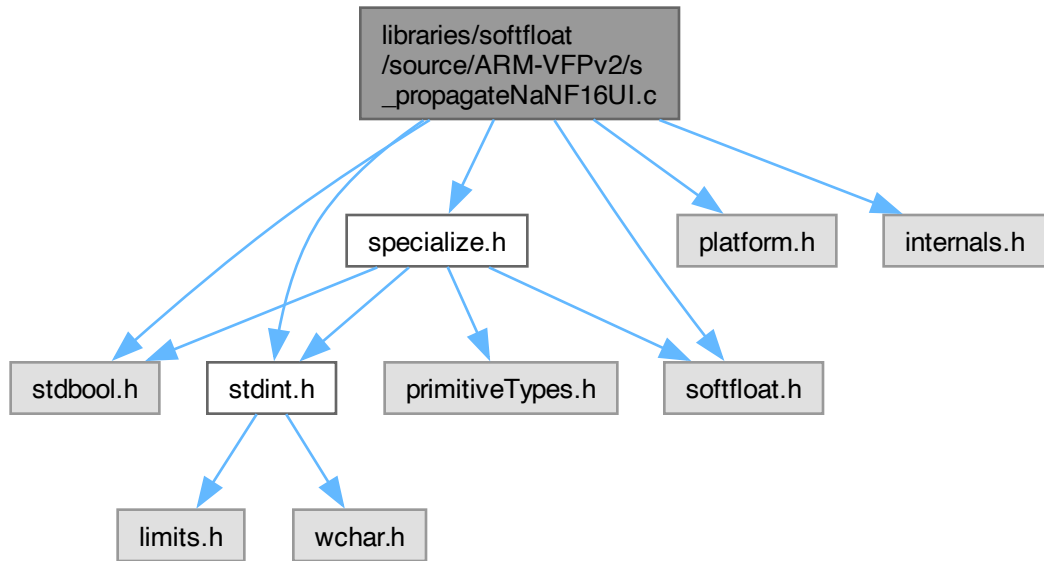 libraries/softfloat
/source/ARM-VFPv2/s
_propagateNaNF16UI.c
specialize.h
platform.h
internals.h
stdbool.h
stdint.h
primitiveTypes.h
softfloat.h
limits.h
wchar.h